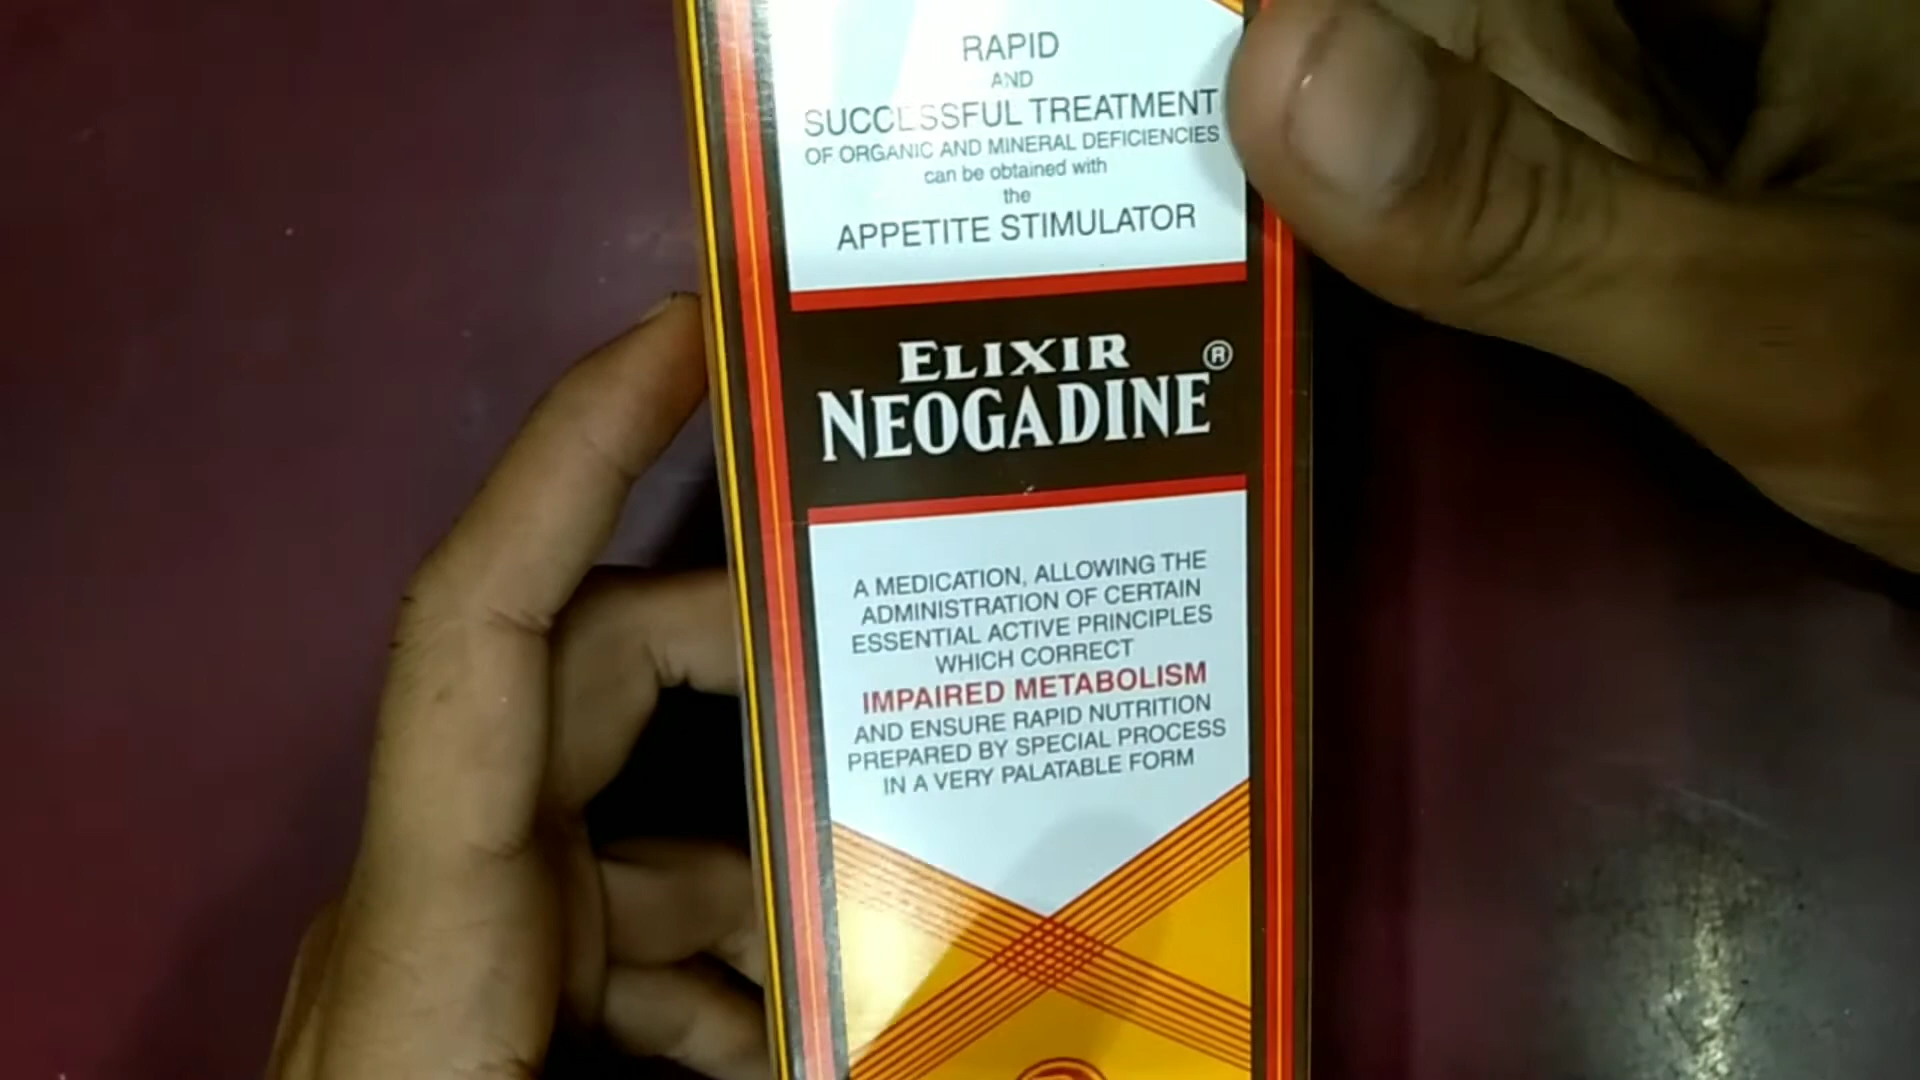 RAPID
AND
SUCCESSFUL TREATMENT
OF ORGANIC AND MINERAL DEFICIENCIES
can be obtained with
the
APPETITE STIMULATOR
ELIXIR ®
NEOGADINE
A MEDICATION, ALLOWING THE
ADMINISTRATION OF CERTAIN
ESSENTIAL ACTIVE PRINCIPLES
WHICH CORRECT
IMPAIRED METABOLISM
AND ENSURE RAPID NUTRITION
PREPARED BY SPECIAL PROCESS
IN A VERY PALATABLE FORM